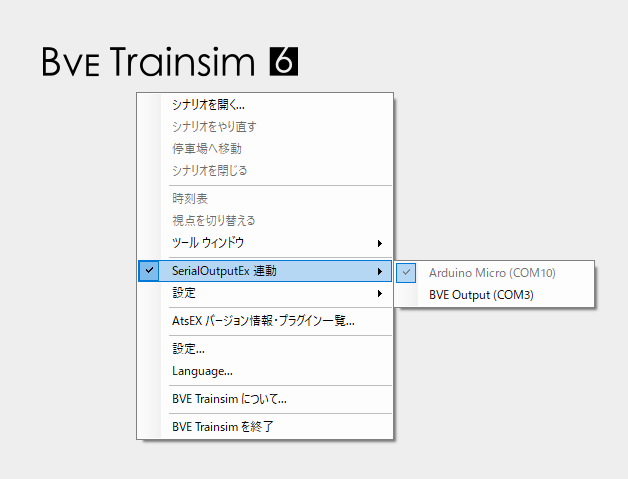 BVE Trainsim 6
シナリオを開く...
シナリオをやり直す
停車場へ移動
シナリオを閉じる
時刻表
視点を切り替える
ツール ウィンドウ
SerialOutputEx 連動
Arduino Micro (COM10)
設定
BVE Output (COM3)
AtsEX バージョン情報・プラグイン一覧...
設定...
Language...
BVE Trainsim について...
BVE Trainsim を終了